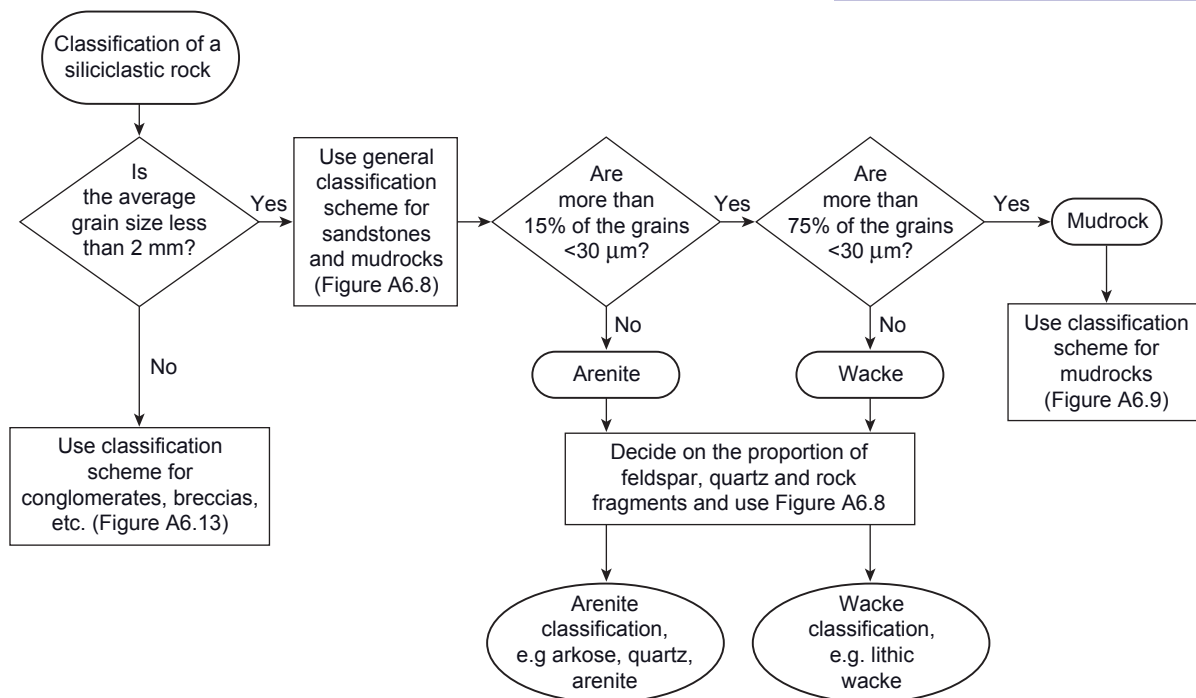 Classification of a
siliciclastic rock
Is
the average
grain size less
than 2 mm?
Yes
Use general
classification
scheme for
sandstones
and mudrocks
(Figure A6.8)
Are
more than
15% of the grains
<30 μm?
Yes
Are
more than
75% of the grains
<30 μm?
Yes
Mudrock
No
No
No
Use classification
scheme for
mudrocks
(Figure A6.9)
Arenite
Wacke
Use classification
scheme for
conglomerates, breccias,
etc. (Figure A6.13)
Decide on the proportion of
feldspar, quartz and rock
fragments and use Figure A6.8
Arenite
classification,
e.g arkose, quartz,
arenite
Wacke
classification,
e.g. lithic
wacke